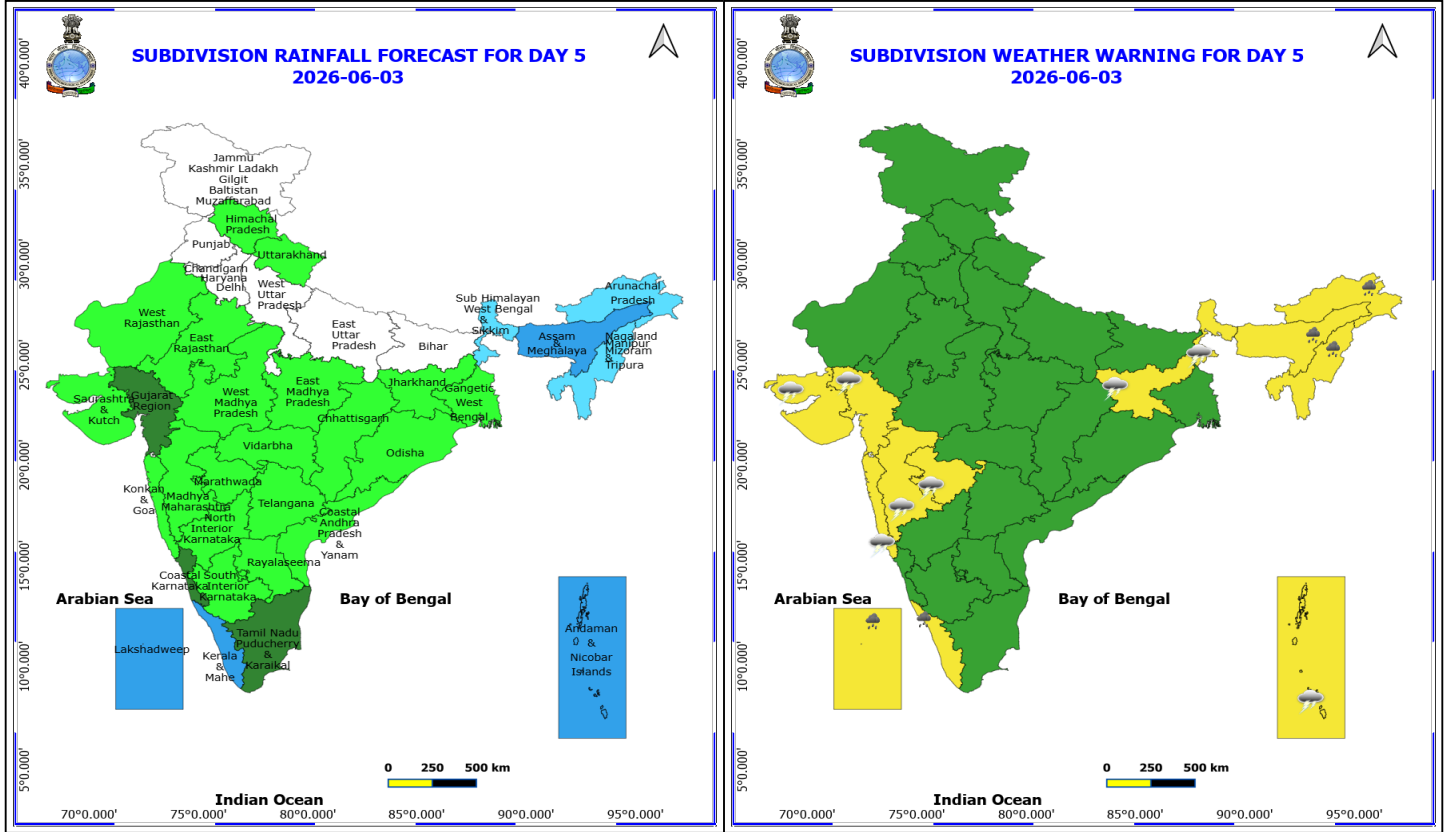 SUBDIVISION RAINFALL FORECAST FOR DAY 5
2026-06-03
40°0.000'
35°0.000'
30°0.000'
25°0.000'
20°0.000'
15°0.000'
10°0.000'
5°0.000'
Jammu
Kashmir Ladakh
Gilgit
Baltistan
Muzaffarabad
Himachal
Pradesh
Punjab
Uttarakhand
Chandigarh
Haryana
Delhi
West
Uttar
Pradesh
East
Uttar
Pradesh
Bihar
Sub Himalayan
West Bengal
&
Sikkim
Arunachal
Pradesh
Assam
&
Meghalaya
Nagaland
Manipur
Mizoram
&
Tripura
West
Rajasthan
East
Rajasthan
Saurashtra
&
Kutch
Gujarat
Region
West
Madhya
Pradesh
East
Madhya
Pradesh
Jharkhand
Gangetic
West
Bengal
Chhattisgarh
Vidarbha
Odisha
Konkan
&
Goa
Madhya
Maharashtra
Marathwada
Telangana
North
Interior
Karnataka
Coastal
Andhra
Pradesh
&
Yanam
Rayalaseema
Coastal
Karnataka
South
Interior
Karnataka
Arabian Sea
Bay of Bengal
Lakshadweep
Kerala
&
Mahe
Tamil Nadu
Puducherry
&
Karaikal
Andaman
&
Nicobar
Islands
0 250 500 km
Indian Ocean
70°0.000' 75°0.000' 80°0.000' 85°0.000' 90°0.000' 95°0.000'
SUBDIVISION WEATHER WARNING FOR DAY 5
2026-06-03
40°0.000'
35°0.000'
30°0.000'
25°0.000'
20°0.000'
15°0.000'
10°0.000'
5°0.000'
Arabian Sea
Bay of Bengal
0 250 500 km
Indian Ocean
70°0.000' 75°0.000' 80°0.000' 85°0.000' 90°0.000' 95°0.000'